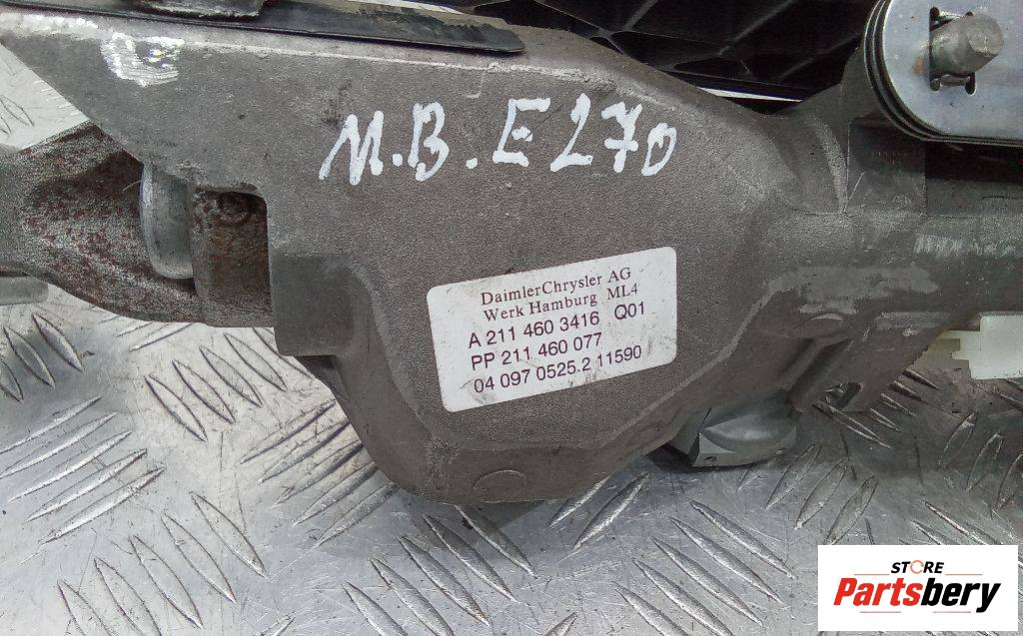 M.B. E 270
DaimlerChrysler AG
Werk Hamburg ML4
A 211 460 3416 Q01
PP 211 460 077
04 097 0525.2 11590
STORE
Partsbery